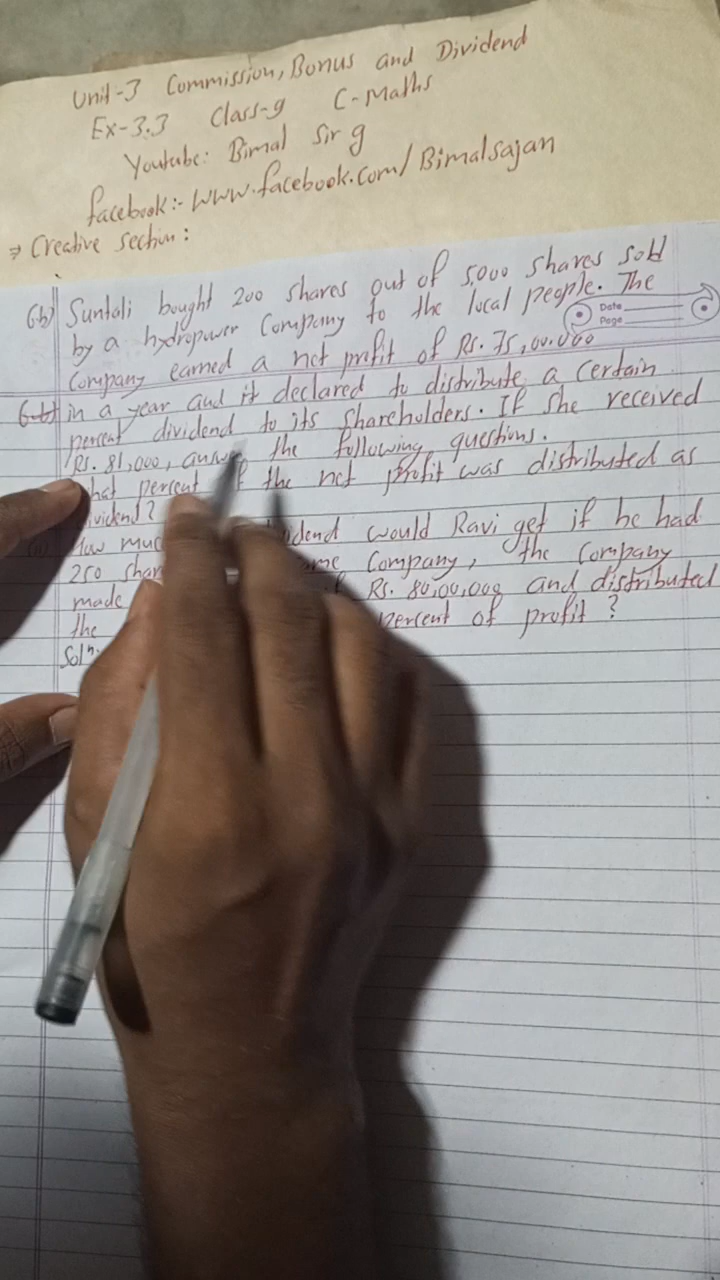 Unit-3 Commission, Bonus and Dividend
Ex-3.3 Class-9 C-Maths
Youtube: Bimal Sir g
facebook:- www.facebook.com/Bimalsajan
⇒ Creative section:
6b) Suntali bought 200 shares out of 5,000 shares sold
by a hydropower Company to the local people. The
Date
Page
Company earned a net profit of Rs. 75,00,000
in a year and it declared to distribute a certain
percent dividend to its shareholders. If she received
Rs. 81,000, the following questions.
percent the net profit was distributed as
dividend?
How would Ravi get if he had
250 Company, the Company
made Rs. 80,00,000 and distributed
the percent of profit?
Solⁿ: